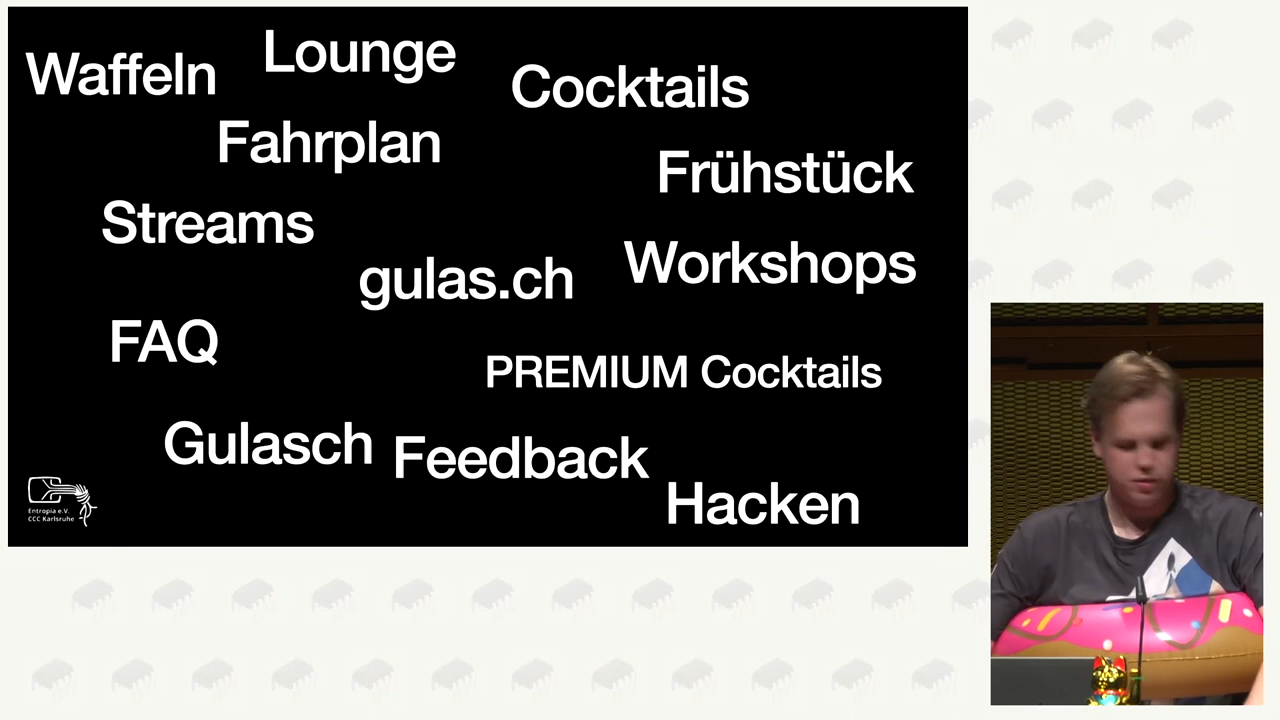 Waffeln
Lounge
Cocktails
Fahrplan
Frühstück
Streams
gulas.ch
Workshops
FAQ
PREMIUM Cocktails
Gulasch
Feedback
Hacken
Entropia e.V.
CCC Karlsruhe